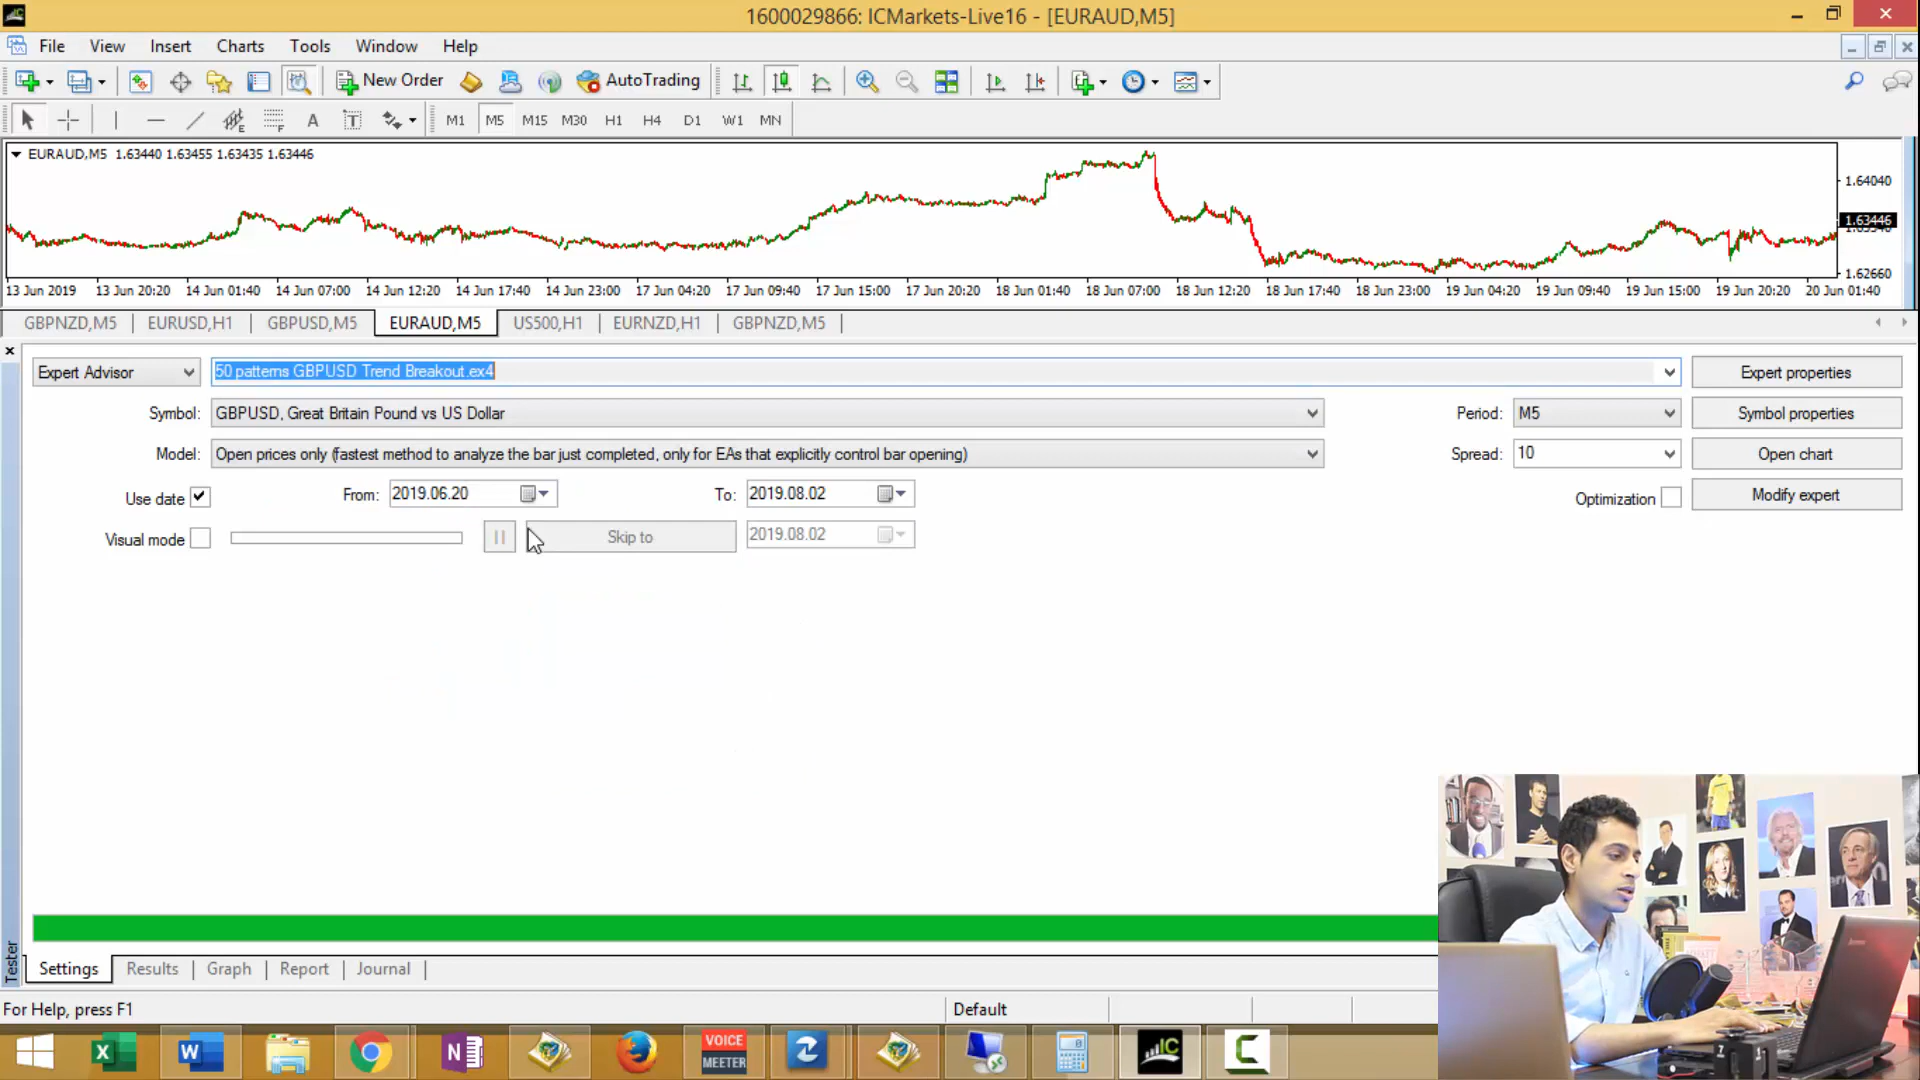 1600029866: ICMarkets-Live16 - [EURAUD,M5]
File View Insert Charts Tools Window Help
New Order AutoTrading
A T M1 M5 M15 M30 H1 H4 D1 W1 MN
EURAUD,M5 1.63440 1.63455 1.63435 1.63446
1.64040
1.63446
1.62660
13 Jun 2019 13 Jun 20:20 14 Jun 01:40 14 Jun 07:00 14 Jun 12:20 14 Jun 17:40 14 Jun 23:00 17 Jun 04:20 17 Jun 09:40 17 Jun 15:00 17 Jun 20:20 18 Jun 01:40 18 Jun 07:00 18 Jun 12:20 18 Jun 17:40 18 Jun 23:00 19 Jun 04:20 19 Jun 09:40 19 Jun 15:00 19 Jun 20:20 20 Jun 01:40
GBPNZD,M5 EURUSD,H1 GBPUSD,M5 EURAUD,M5 US500,H1 EURNZD,H1 GBPNZD,M5
Expert Advisor 50 patterns GBPUSD Trend Breakout.ex4 Expert properties
Symbol: GBPUSD, Great Britain Pound vs US Dollar Period: M5 Symbol properties
Model: Open prices only (fastest method to analyze the bar just completed, only for EAs that explicitly control bar opening) Spread: 10 Open chart
Use date From: 2019.06.20 To: 2019.08.02 Optimization Modify expert
Visual mode Skip to 2019.08.02
Tester
Settings Results Graph Report Journal
For Help, press F1 Default
VOICE
MEETER
IC